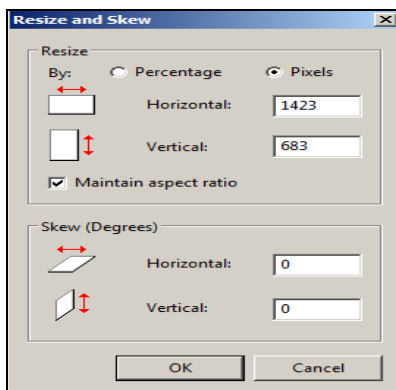 Resize and Skew
Resize
By: Percentage Pixels
Horizontal: 1423
Vertical: 683
Maintain aspect ratio
Skew (Degrees)
Horizontal: 0
Vertical: 0
OK Cancel